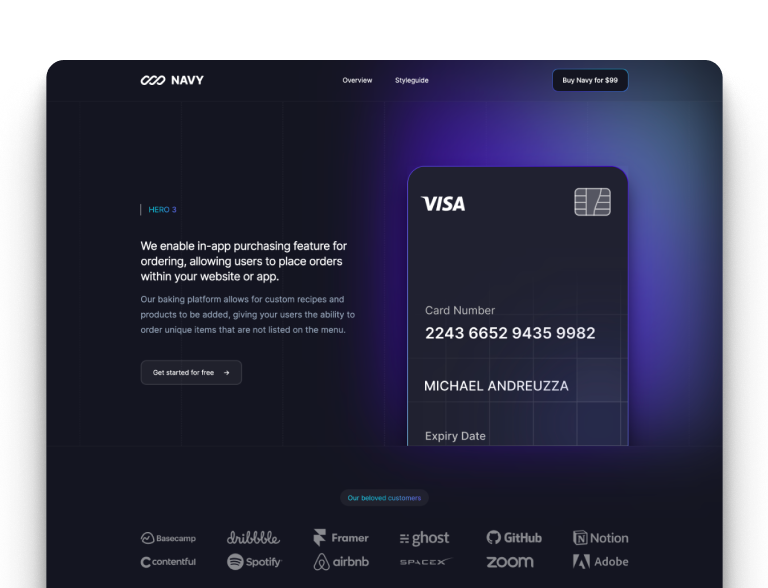 NAVY
Overview
Styleguide
Buy Navy for $99
HERO 3
We enable in-app purchasing feature for
ordering, allowing users to place orders
within your website or app.
Our baking platform allows for custom recipes and
products to be added, giving your users the ability to
order unique items that are not listed on the menu.
Get started for free →
VISA
Card Number
2243 6652 9435 9982
MICHAEL ANDREUZZA
Expiry Date
Our beloved customers
Basecamp
dribbble
Framer
ghost
GitHub
Notion
contentful
Spotify
airbnb
SPACEX
zoom
Adobe